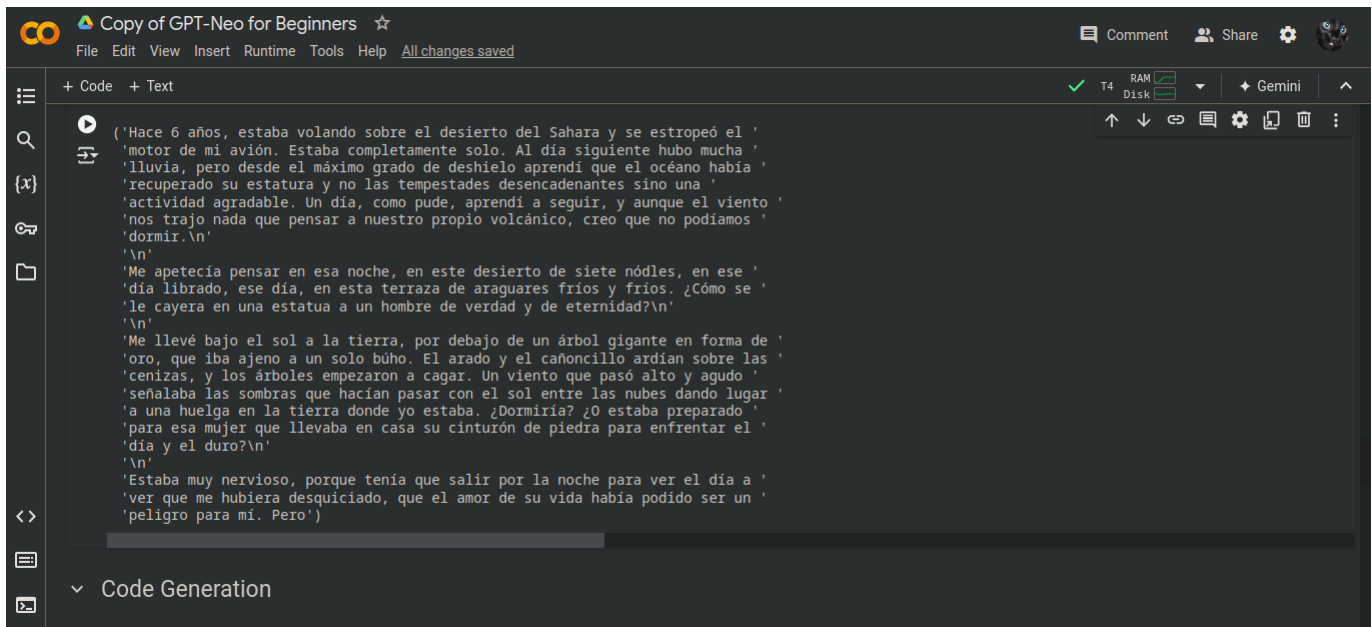 Copy of GPT-Neo for Beginners
File Edit View Insert Runtime Tools Help All changes saved
Comment
Share
+ Code + Text
T4
RAM
Disk
Gemini
{x}
('Hace 6 años, estaba volando sobre el desierto del Sahara y se estropeó el '
'motor de mi avión. Estaba completamente solo. Al día siguiente hubo mucha '
'lluvia, pero desde el máximo grado de deshielo aprendí que el océano había '
'recuperado su estatura y no las tempestades desencadenantes sino una '
'actividad agradable. Un día, como pude, aprendí a seguir, y aunque el viento '
'nos trajo nada que pensar a nuestro propio volcánico, creo que no podíamos '
'dormir.\n'
'\n'
'Me apetecía pensar en esa noche, en este desierto de siete nódles, en ese '
'día librado, ese día, en esta terraza de araguares fríos y fríos. ¿Cómo se '
'le cayera en una estatua a un hombre de verdad y de eternidad?\n'
'\n'
'Me llevé bajo el sol a la tierra, por debajo de un árbol gigante en forma de '
'oro, que iba ajeno a un solo búho. El arado y el cañoncillo ardían sobre las '
'cenizas, y los árboles empezaron a cagar. Un viento que pasó alto y agudo '
'señalaba las sombras que hacían pasar con el sol entre las nubes dando lugar '
'a una huelga en la tierra donde yo estaba. ¿Dormiría? ¿O estaba preparado '
'para esa mujer que llevaba en casa su cinturón de piedra para enfrentar el '
'día y el duro?\n'
'\n'
'Estaba muy nervioso, porque tenía que salir por la noche para ver el día a '
'ver que me hubiera desquiciado, que el amor de su vida había podido ser un '
'peligro para mí. Pero')
Code Generation